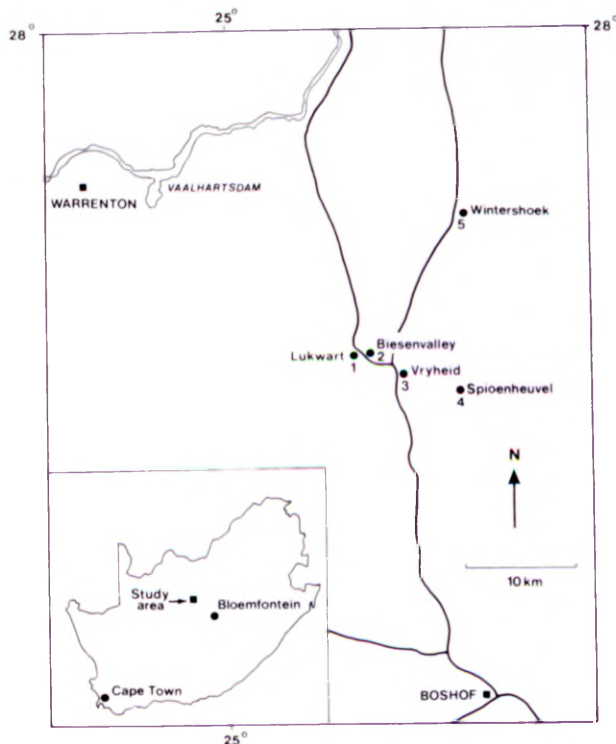 25°
28°
28°
VAALHARTSDAM
WARRENTON
Wintershoek
5
Biesenvalley
Lukwart
2
1
Vryheid
3
Spioenheuvel
4
N
10 km
Study
area
Bloemfontein
Cape Town
BOSHOF
25°